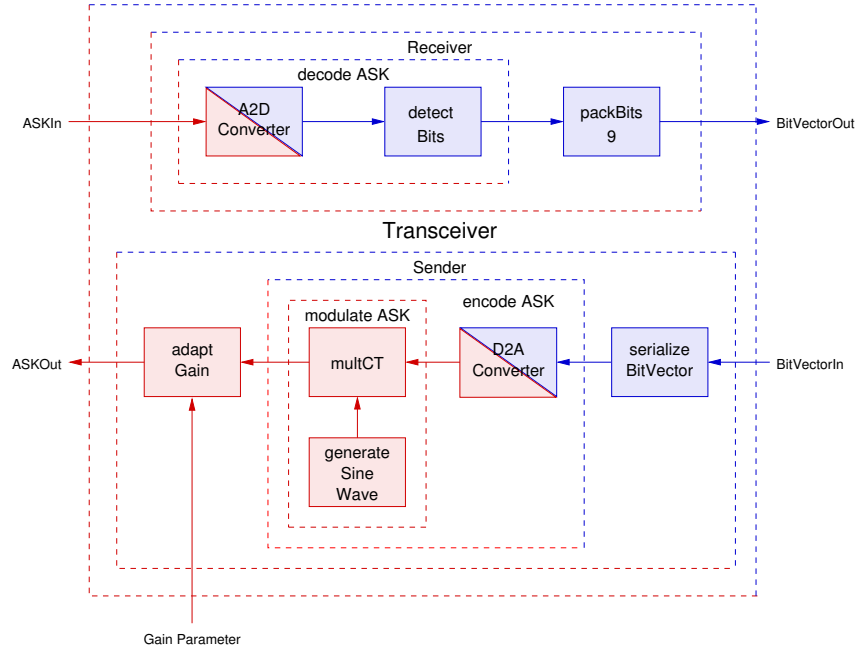 Receiver
decode ASK
ASKIn
A2D
Converter
detect
Bits
packBits
9
BitVectorOut
Transceiver
Sender
encode ASK
modulate ASK
ASKOut
adapt
Gain
multCT
D2A
Converter
serialize
BitVector
BitVectorIn
generate
Sine
Wave
Gain Parameter